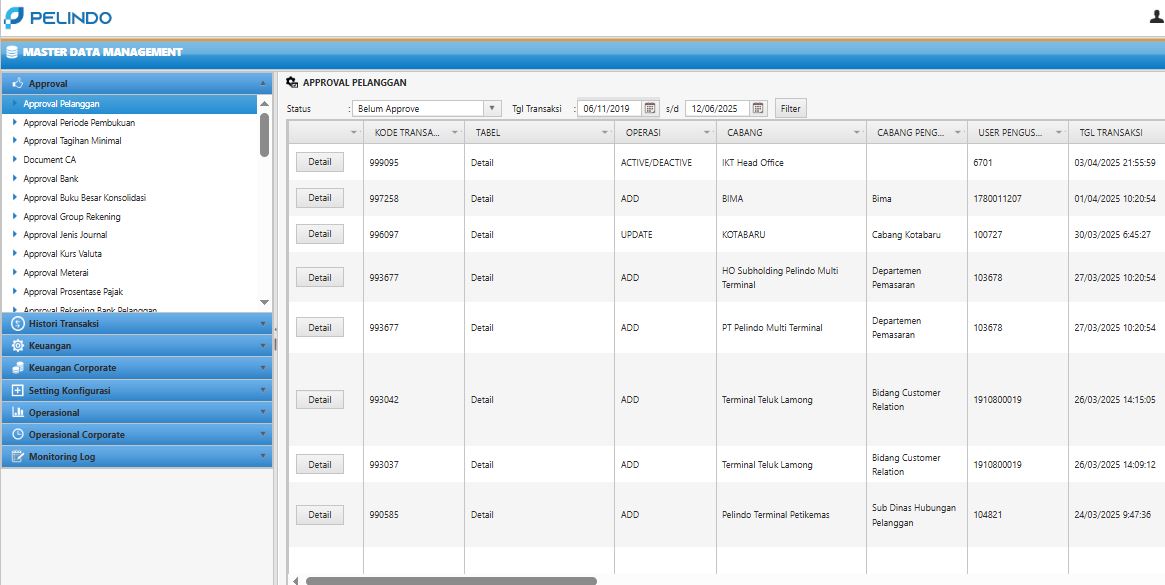 PELINDO
MASTER DATA MANAGEMENT
Approval
Approval Pelanggan
Approval Periode Pembukuan
Approval Tagihan Minimal
Document CA
Approval Bank
Approval Buku Besar Konsolidasi
Approval Group Rekening
Approval Jenis Journal
Approval Kurs Valuta
Approval Meterai
Approval Prosentase Pajak
Approval Rekening Bank Pelanggan
Histori Transaksi
Keuangan
Keuangan Corporate
Setting Konfigurasi
Operasional
Operasional Corporate
Monitoring Log
APPROVAL PELANGGAN
Status : Belum Approve Tgl Transaksi : 06/11/2019 s/d 12/06/2025 Filter
KODE TRANSA... TABEL OPERASI CABANG CABANG PENG... USER PENGUS... TGL TRANSAKSI
Detail 999095 Detail ACTIVE/DEACTIVE IKT Head Office 6701 03/04/2025 21:55:59
Detail 997258 Detail ADD BIMA Bima 1780011207 01/04/2025 10:20:54
Detail 996097 Detail UPDATE KOTABARU Cabang Kotabaru 100727 30/03/2025 6:45:27
Detail 993677 Detail ADD HO Subholding Pelindo Multi Terminal Departemen Pemasaran 103678 27/03/2025 10:20:54
Detail 993677 Detail ADD PT Pelindo Multi Terminal Departemen Pemasaran 103678 27/03/2025 10:20:54
Detail 993042 Detail ADD Terminal Teluk Lamong Bidang Customer Relation 1910800019 26/03/2025 14:15:05
Detail 993037 Detail ADD Terminal Teluk Lamong Bidang Customer Relation 1910800019 26/03/2025 14:09:12
Detail 990585 Detail ADD Pelindo Terminal Petikemas Sub Dinas Hubungan Pelanggan 104821 24/03/2025 9:47:36